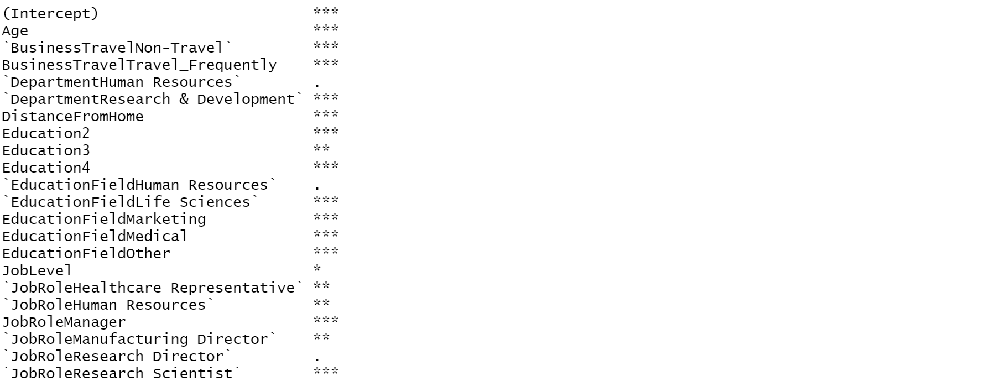 (Intercept) ***
Age ***
`BusinessTravelNon-Travel` ***
BusinessTravelTravel_Frequently ***
`DepartmentHuman Resources` .
`DepartmentResearch & Development` ***
DistanceFromHome ***
Education2 ***
Education3 **
Education4 ***
`EducationFieldHuman Resources` .
`EducationFieldLife Sciences` ***
EducationFieldMarketing ***
EducationFieldMedical ***
EducationFieldOther ***
JobLevel *
`JobRoleHealthcare Representative` **
`JobRoleHuman Resources` **
JobRoleManager ***
`JobRoleManufacturing Director` **
`JobRoleResearch Director` .
`JobRoleResearch Scientist` ***